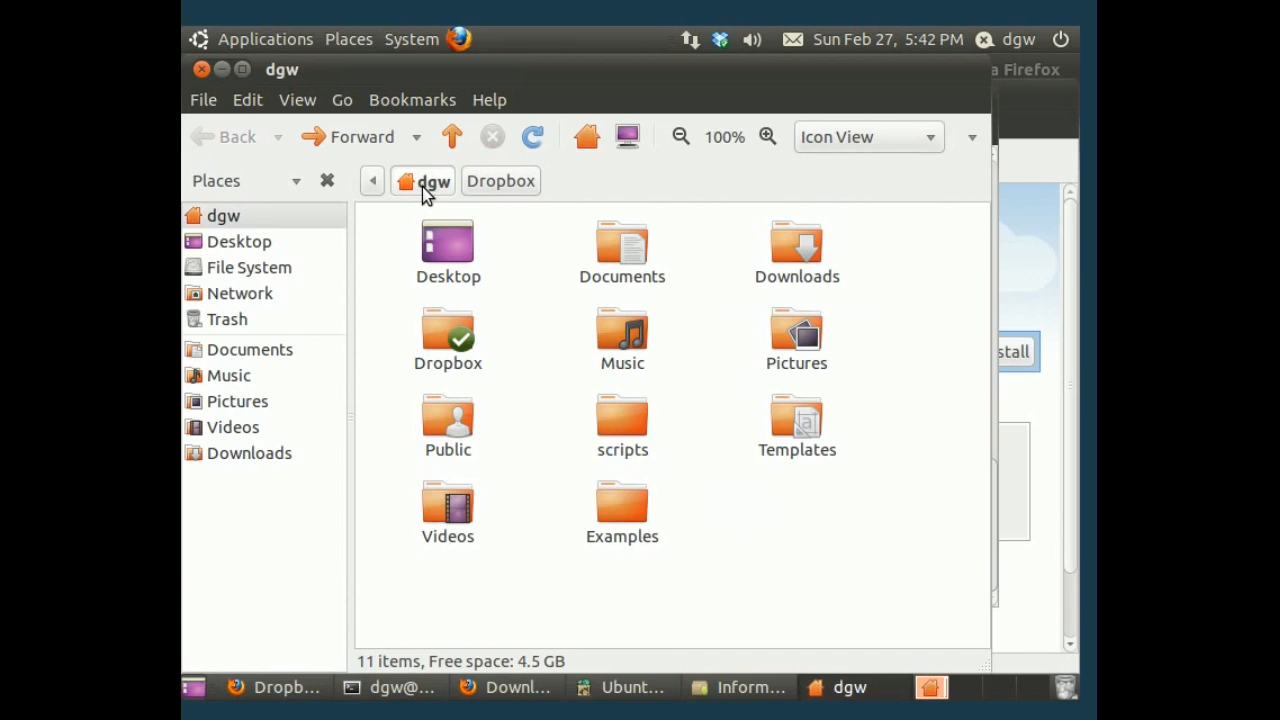 Applications Places System Sun Feb 27, 5:42 PM dgw
dgw
a Firefox
File Edit View Go Bookmarks Help
Back Forward 100% Icon View
Places dgw Dropbox
dgw
Desktop
File System
Network
Trash
Documents
Music
Pictures
Videos
Downloads
Desktop Documents Downloads
Dropbox Music Pictures
Public scripts Templates
Videos Examples
stall
11 items, Free space: 4.5 GB
Dropb... dgw@... Downl... Ubunt... Inform... dgw